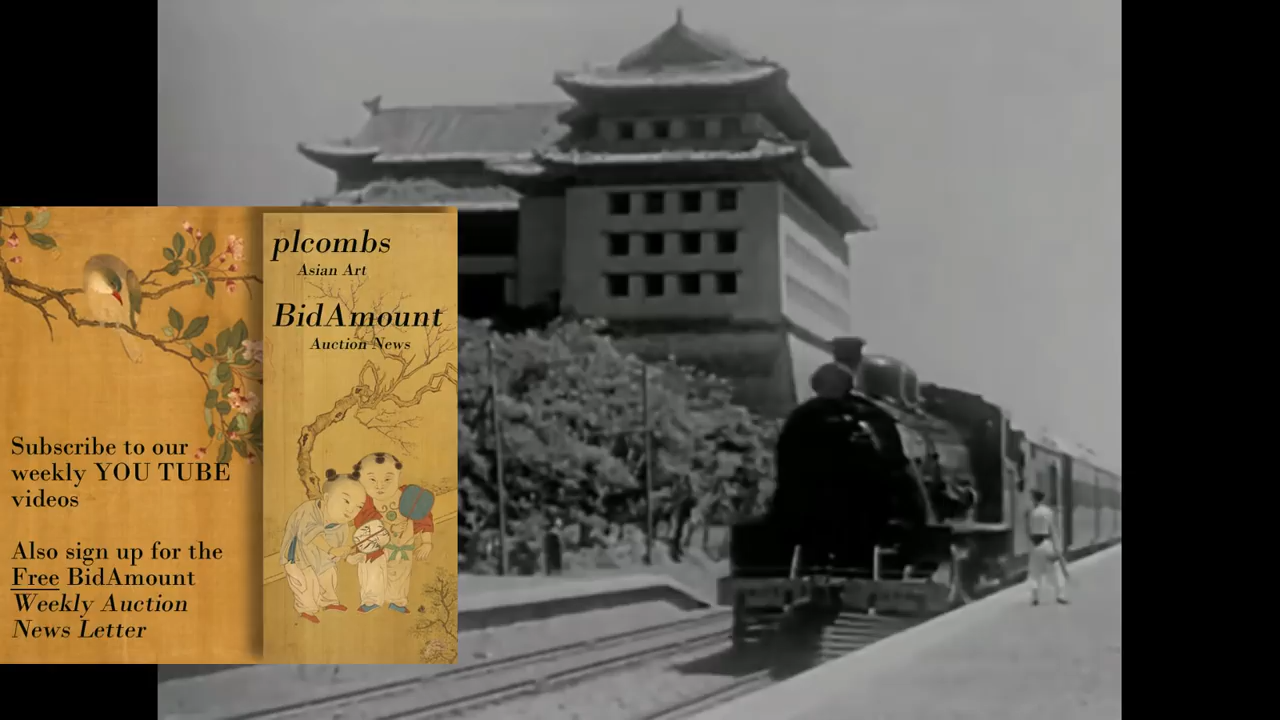 plcombs
Asian Art
BidAmount
Auction News
Subscribe to our
weekly YOU TUBE
videos
Also sign up for the
Free BidAmount
Weekly Auction
News Letter